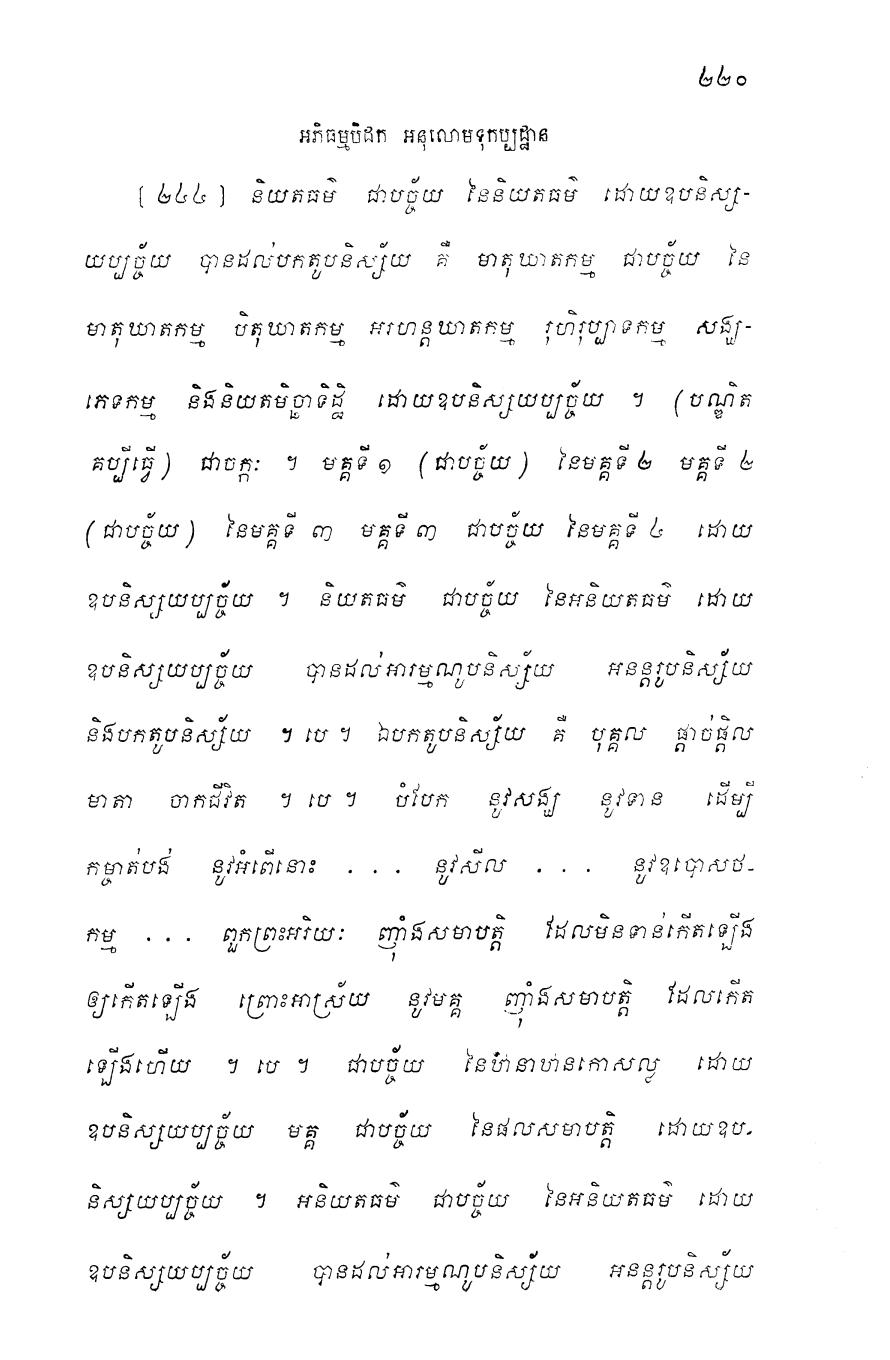 ២២០
អភិធម្មបិដក អនុលោមទុកប្បដ្ឋាន
[ ២៤៤ ] និយតធម៌ ជាបច្ច័យ នៃនិយតធម៌ ដោយឧបនិស្ស-
យប្បច្ច័យ បានដល់បកតូបនិស្ស័យ គឺ មាតុឃាតកម្ម ជាបច្ច័យ នៃ
មាតុឃាតកម្ម បិតុឃាតកម្ម អរហន្តឃាតកម្ម រុហិរុប្បាទកម្ម សង្ឃ-
ភេទកម្ម និងនិយតមិច្ឆាទិដ្ឋិ ដោយឧបនិស្សយប្បច្ច័យ ។ (បណ្ឌិត
គប្បីធ្វើ) ជាចក្កៈ ។ មគ្គទី ១ (ជាបច្ច័យ) នៃមគ្គទី ២ មគ្គទី ២
(ជាបច្ច័យ) នៃមគ្គទី ៣ មគ្គទី ៣ ជាបច្ច័យ នៃមគ្គទី ៤ ដោយ
ឧបនិស្សយប្បច្ច័យ ។ និយតធម៌ ជាបច្ច័យ នៃអនិយតធម៌ ដោយ
ឧបនិស្សយប្បច្ច័យ បានដល់អារម្មណូបនិស្ស័យ អនន្តរូបនិស្ស័យ
និងបកតូបនិស្ស័យ ។ បេ ។ ឯបកតូបនិស្ស័យ គឺ បុគ្គល ផ្តាច់ផ្តិល
មាតា ចាកជីវិត ។ បេ ។ បំបែក នូវសង្ឃ នូវទាន ដើម្បី
កម្ចាត់បង់ នូវអំពើនោះ . . . នូវសីល . . . នូវឧបោសថ-
កម្ម ... ពួកព្រះអរិយៈ ញ៉ាំងសមាបត្តិ ដែលមិនទាន់កើតឡើង
ឲ្យកើតឡើង ព្រោះអាស្រ័យ នូវមគ្គ ញ៉ាំងសមាបត្តិ ដែលកើត
ឡើងហើយ ។ បេ ។ ជាបច្ច័យ នៃឋានាឋានកោសល្ល ដោយ
ឧបនិស្សយប្បច្ច័យ មគ្គ ជាបច្ច័យ នៃផលសមាបត្តិ ដោយឧប-
និស្សយប្បច្ច័យ ។ អនិយតធម៌ ជាបច្ច័យ នៃអនិយតធម៌ ដោយ
ឧបនិស្សយប្បច្ច័យ បានដល់អារម្មណូបនិស្ស័យ អនន្តរូបនិស្ស័យ